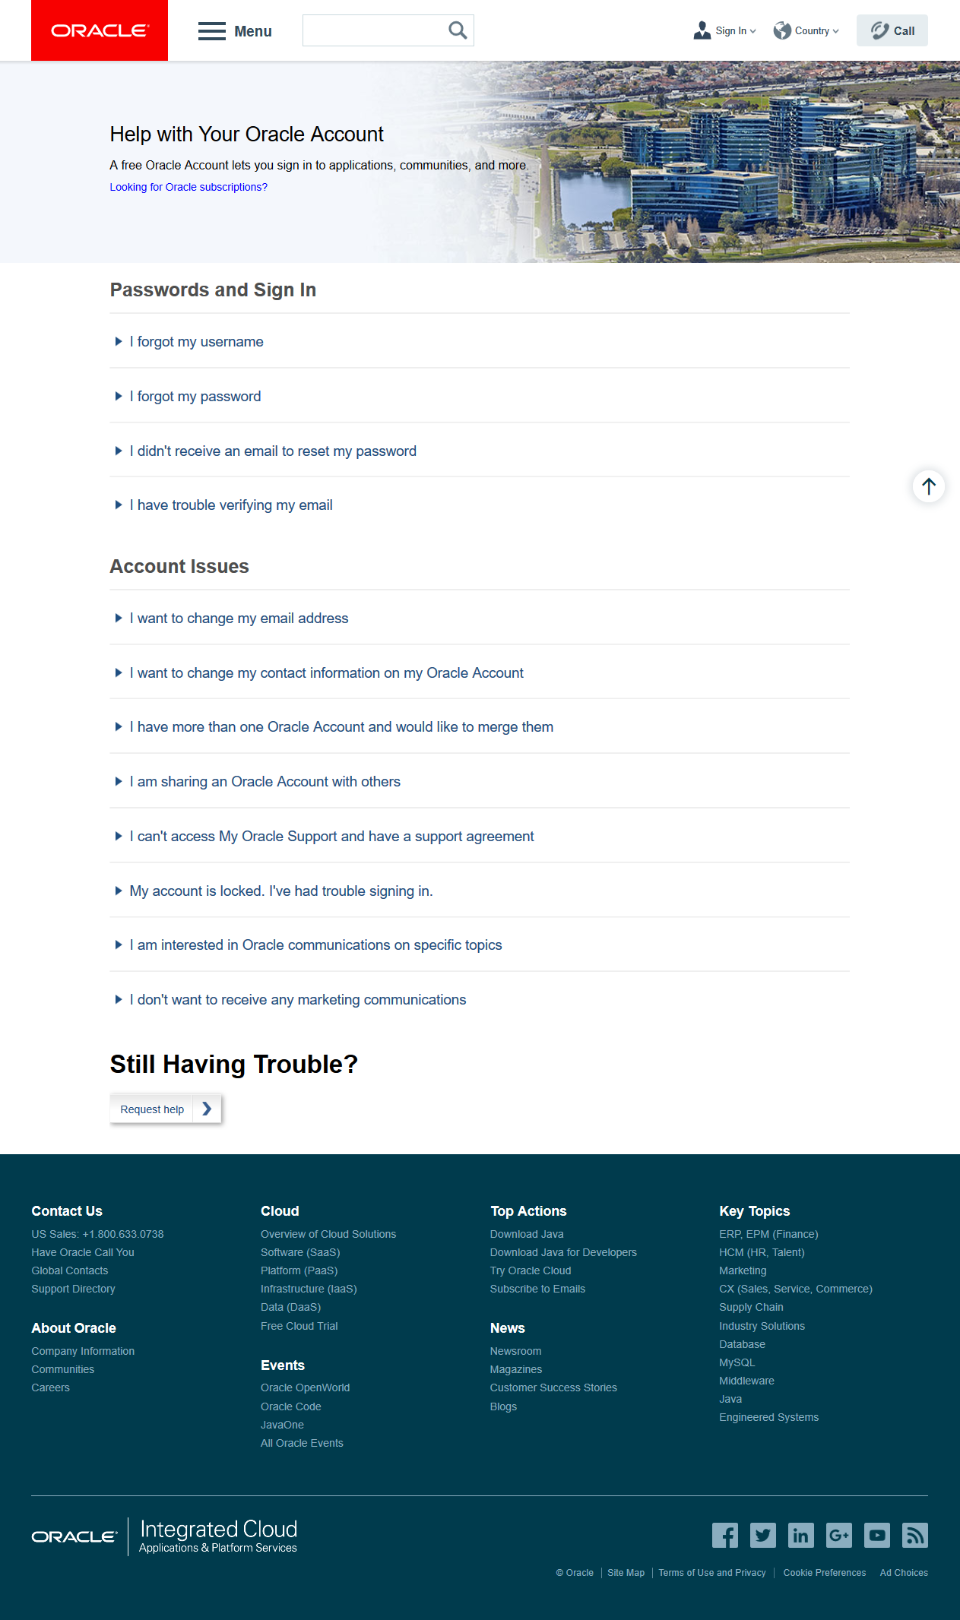 ORACLE
Menu
Sign In
Country
Call
Help with Your Oracle Account
A free Oracle Account lets you sign in to applications, communities, and more.
Looking for Oracle subscriptions?
Passwords and Sign In
I forgot my username
I forgot my password
I didn't receive an email to reset my password
I have trouble verifying my email
Account Issues
I want to change my email address
I want to change my contact information on my Oracle Account
I have more than one Oracle Account and would like to merge them
I am sharing an Oracle Account with others
I can't access My Oracle Support and have a support agreement
My account is locked. I've had trouble signing in.
I am interested in Oracle communications on specific topics
I don't want to receive any marketing communications
Still Having Trouble?
Request help
Contact Us
US Sales: +1.800.633.0738
Have Oracle Call You
Global Contacts
Support Directory
About Oracle
Company Information
Communities
Careers
Cloud
Overview of Cloud Solutions
Software (SaaS)
Platform (PaaS)
Infrastructure (IaaS)
Data (DaaS)
Free Cloud Trial
Events
Oracle OpenWorld
Oracle Code
JavaOne
All Oracle Events
Top Actions
Download Java
Download Java for Developers
Try Oracle Cloud
Subscribe to Emails
News
Newsroom
Magazines
Customer Success Stories
Blogs
Key Topics
ERP, EPM (Finance)
HCM (HR, Talent)
Marketing
CX (Sales, Service, Commerce)
Supply Chain
Industry Solutions
Database
MySQL
Middleware
Java
Engineered Systems
ORACLE
Integrated Cloud
Applications & Platform Services
© Oracle | Site Map | Terms of Use and Privacy | Cookie Preferences Ad Choices